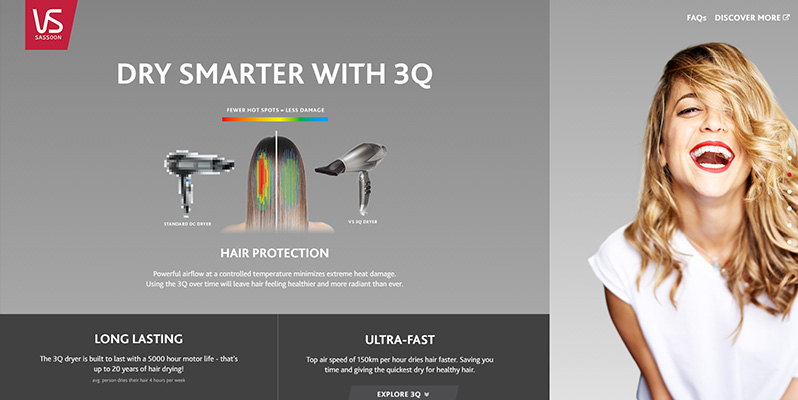 VS
SASSOON
FAQs DISCOVER MORE
DRY SMARTER WITH 3Q
FEWER HOT SPOTS = LESS DAMAGE
STANDARD DC DRYER
VS 3Q DRYER
HAIR PROTECTION
Powerful airflow at a controlled temperature minimizes extreme heat damage.
Using the 3Q over time will leave hair feeling healthier and more radiant than ever.
LONG LASTING
The 3Q dryer is built to last with a 5000 hour motor life - that's
up to 20 years of hair drying!
avg. person dries their hair 4 hours per week
ULTRA-FAST
Top air speed of 150km per hour dries hair faster. Saving you
time and giving the quickest dry for healthy hair.
EXPLORE 3Q